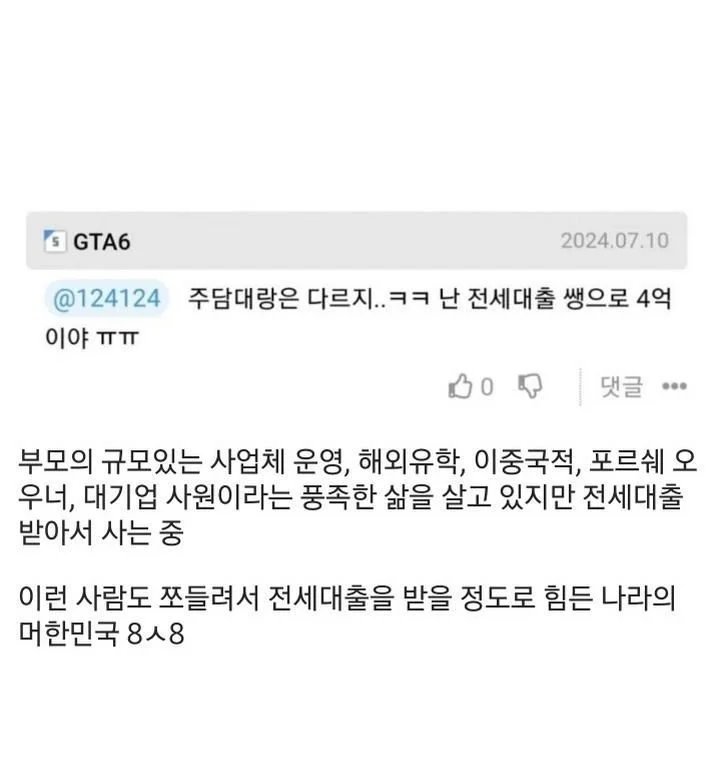 GTA6 2024.07.10
@124124 주담대랑은 다르지..ㅋㅋ 난 전세대출 쌩으로 4억
이야 ㅠㅠ
0 댓글
부모의 규모있는 사업체 운영, 해외유학, 이중국적, 포르쉐 오
우너, 대기업 사원이라는 풍족한 삶을 살고 있지만 전세대출
받아서 사는 중
이런 사람도 쪼들려서 전세대출을 받을 정도로 힘든 나라의
머한민국 8ㅅ8